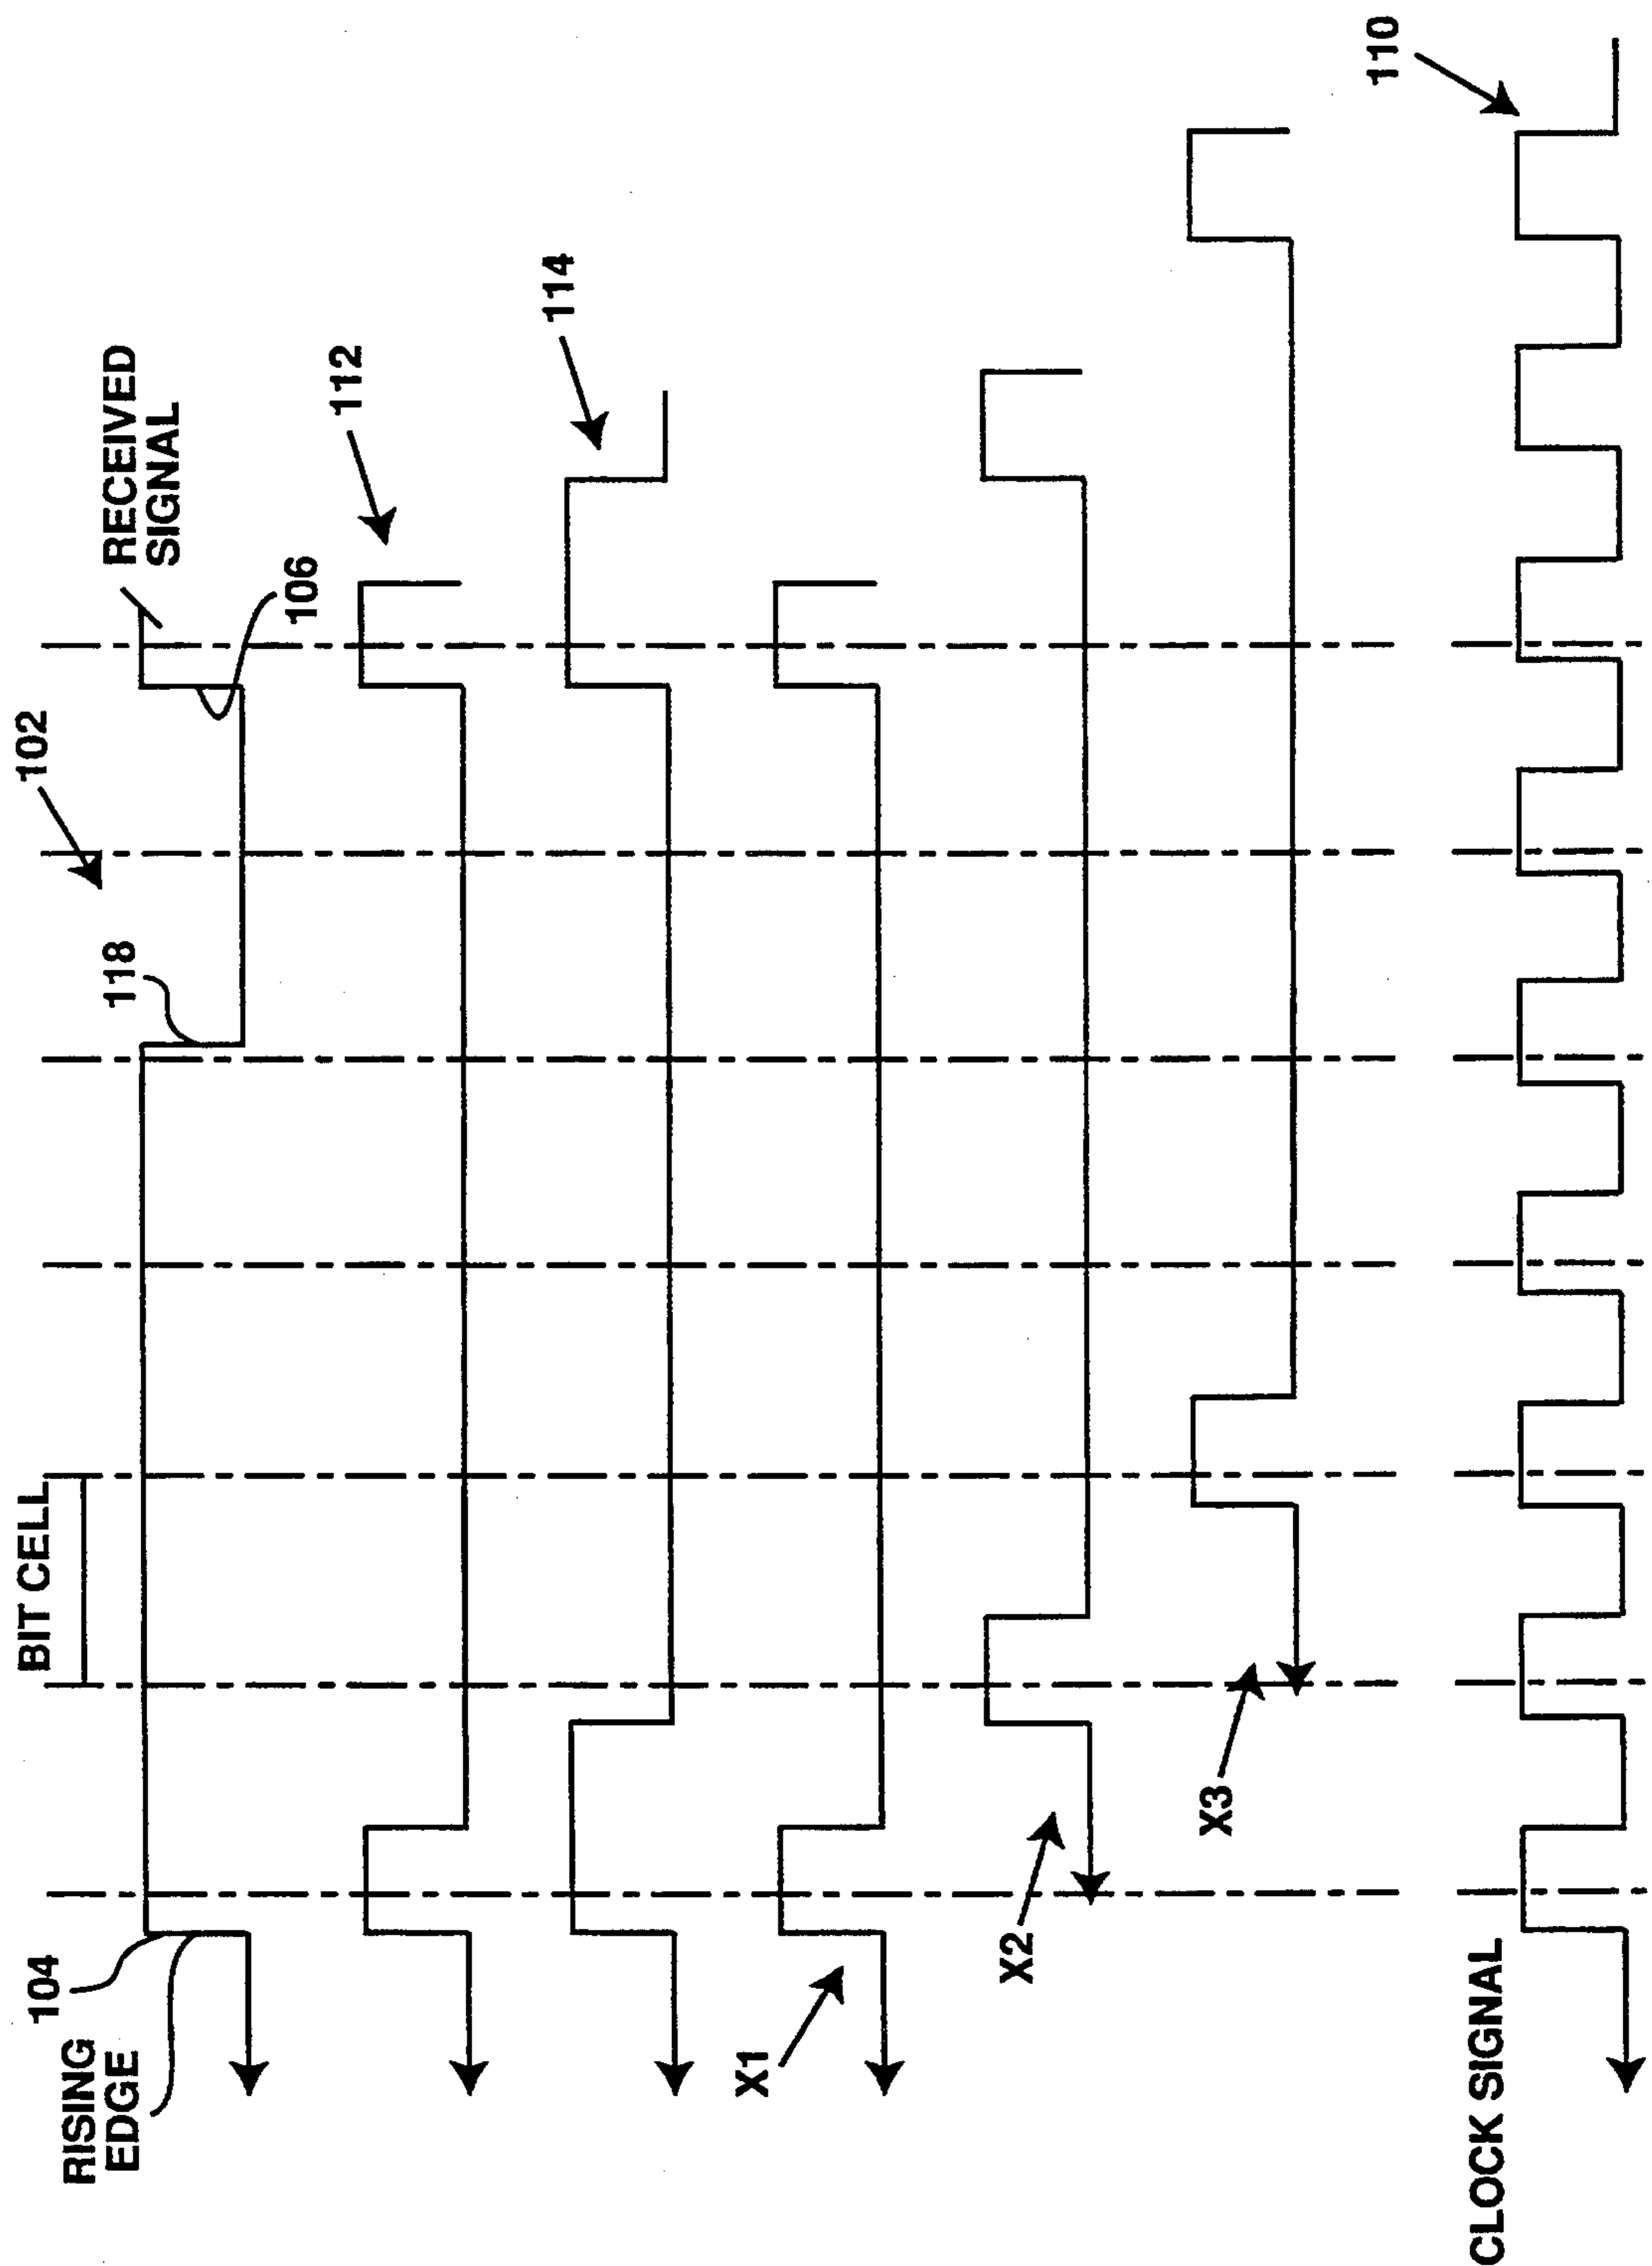 RISING
EDGE
104
BIT CELL
118
102
106
RECEIVED
SIGNAL
112
114
X1
X2
X3
CLOCK SIGNAL
110